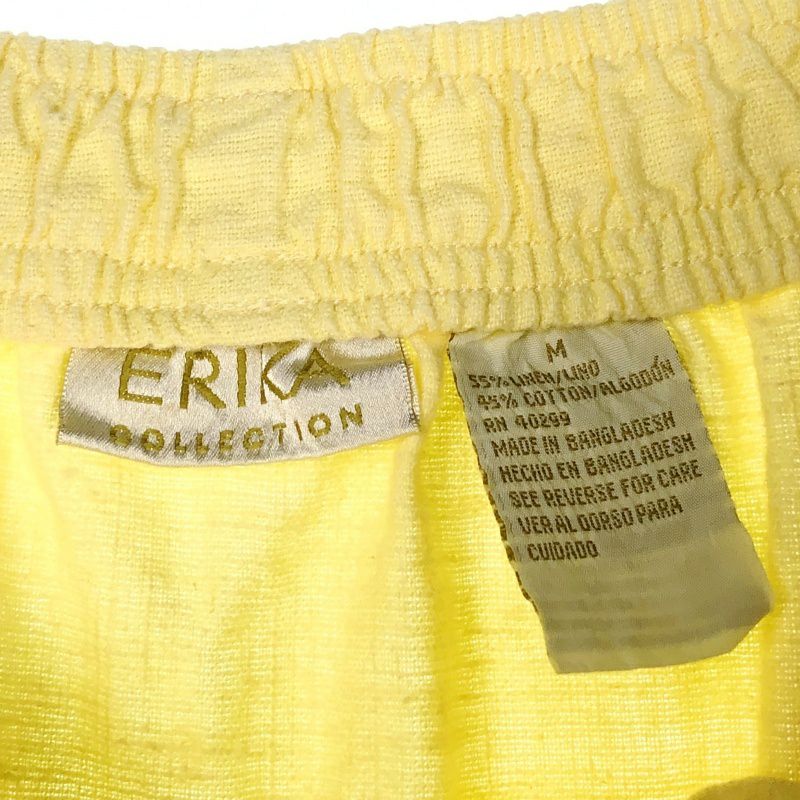 ERIKA
COLLECTION
M
55% LINEN/LINO
45% COTTON/ALGODÓN
RN 40299
MADE IN BANGLADESH
HECHO EN BANGLADESH
SEE REVERSE FOR CARE
VER AL DORSO PARA
CUIDADO